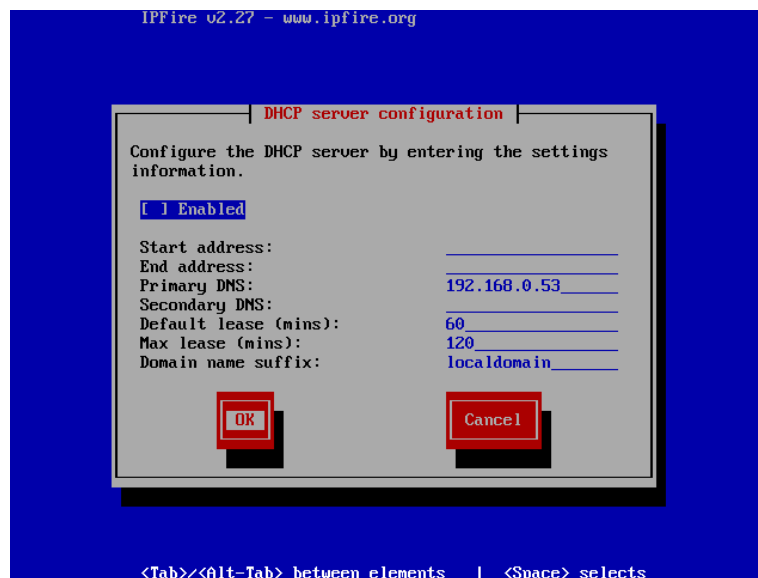 IPFire v2.27 - www.ipfire.org
DHCP server configuration
Configure the DHCP server by entering the settings
information.
[ ] Enabled
Start address:
End address:
Primary DNS: 192.168.0.53
Secondary DNS:
Default lease (mins): 60
Max lease (mins): 120
Domain name suffix: localdomain
OK Cancel
<Tab>/<Alt-Tab> between elements | <Space> selects